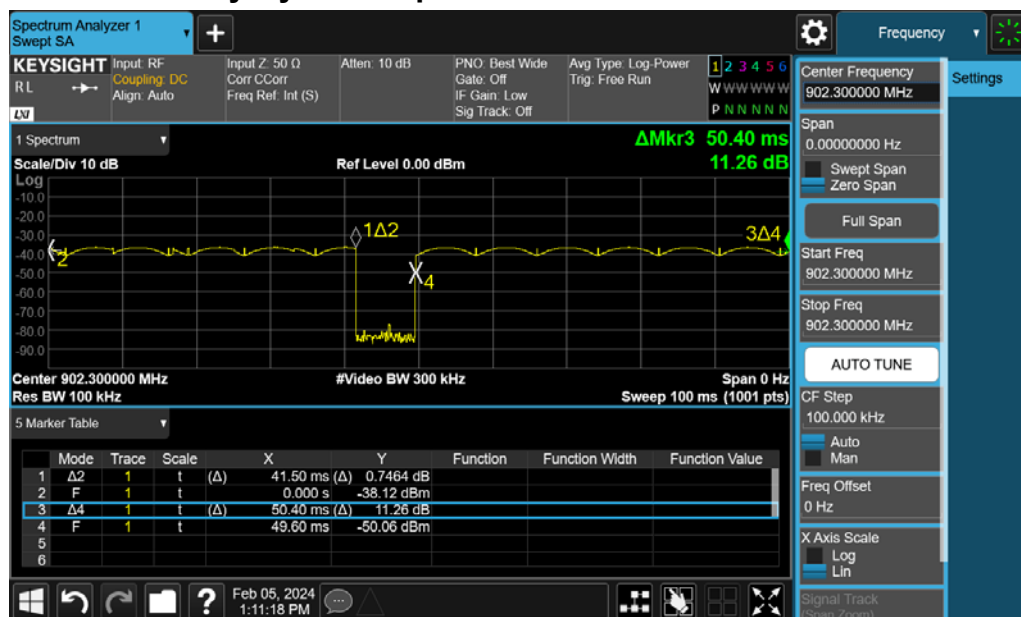 Spectrum Analyzer 1
Swept SA
Frequency
KEYSIGHT
RL
LXI
Input: RF
Coupling: DC
Align: Auto
Input Z: 50 Ω
Corr CCorr
Freq Ref: Int (S)
Atten: 10 dB
PNO: Best Wide
Gate: Off
IF Gain: Low
Sig Track: Off
Avg Type: Log-Power
Trig: Free Run
1 2 3 4 5 6
W W W W W W
P N N N N N
1 Spectrum
ΔMkr3 50.40 ms
11.26 dB
Scale/Div 10 dB
Ref Level 0.00 dBm
Log
-10.0
-20.0
-30.0
-40.0
-50.0
-60.0
-70.0
-80.0
-90.0
2
1Δ2
4
3Δ4
Center 902.300000 MHz
#Video BW 300 kHz
Span 0 Hz
Res BW 100 kHz
Sweep 100 ms (1001 pts)
5 Marker Table
Mode Trace Scale X Y Function Function Width Function Value
1 Δ2 1 t (Δ) 41.50 ms (Δ) 0.7464 dB
2 F 1 t 0.000 s -38.12 dBm
3 Δ4 1 t (Δ) 50.40 ms (Δ) 11.26 dB
4 F 1 t 49.60 ms -50.06 dBm
5
6
Feb 05, 2024
1:11:18 PM
Settings
Center Frequency
902.300000 MHz
Span
0.00000000 Hz
Swept Span
Zero Span
Full Span
Start Freq
902.300000 MHz
Stop Freq
902.300000 MHz
AUTO TUNE
CF Step
100.000 kHz
Auto
Man
Freq Offset
0 Hz
X Axis Scale
Log
Lin
Signal Track
(Span Zoom)